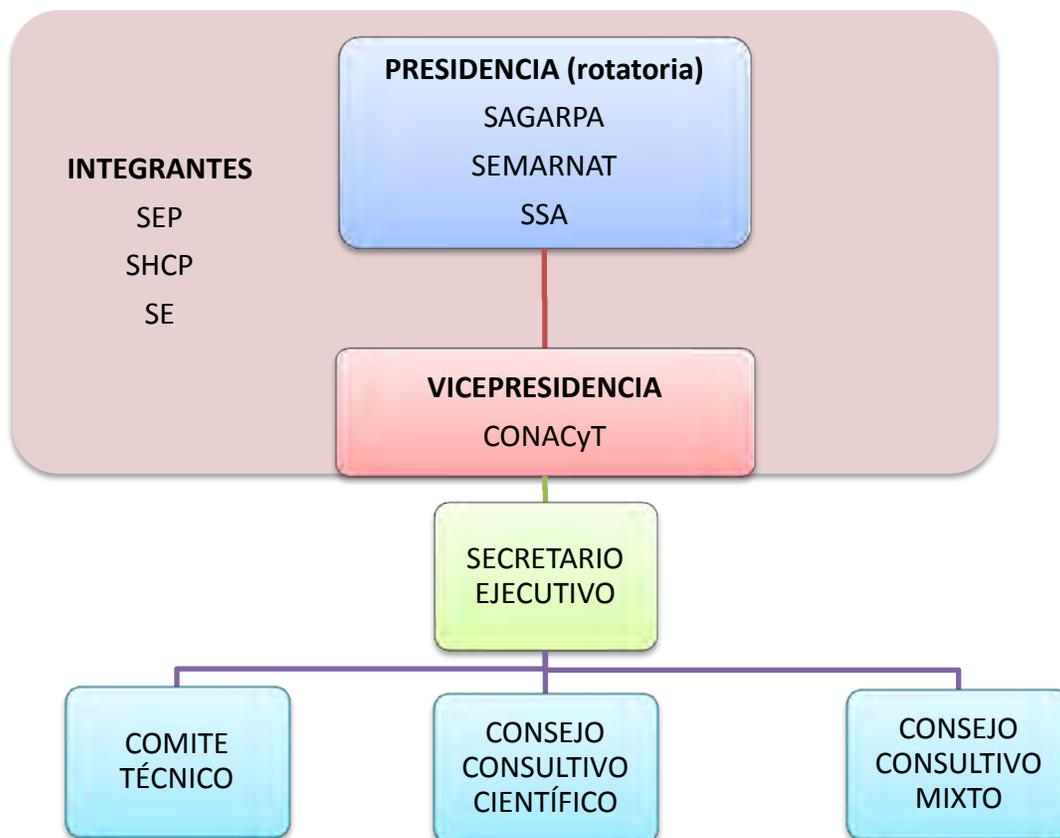 PRESIDENCIA (rotatoria)
SAGARPA
SEMARNAT
SSA
INTEGRANTES
SEP
SHCP
SE
VICEPRESIDENCIA
CONACyT
SECRETARIO
EJECUTIVO
COMITE
TÉCNICO
CONSEJO
CONSULTIVO
CIENTÍFICO
CONSEJO
CONSULTIVO
MIXTO